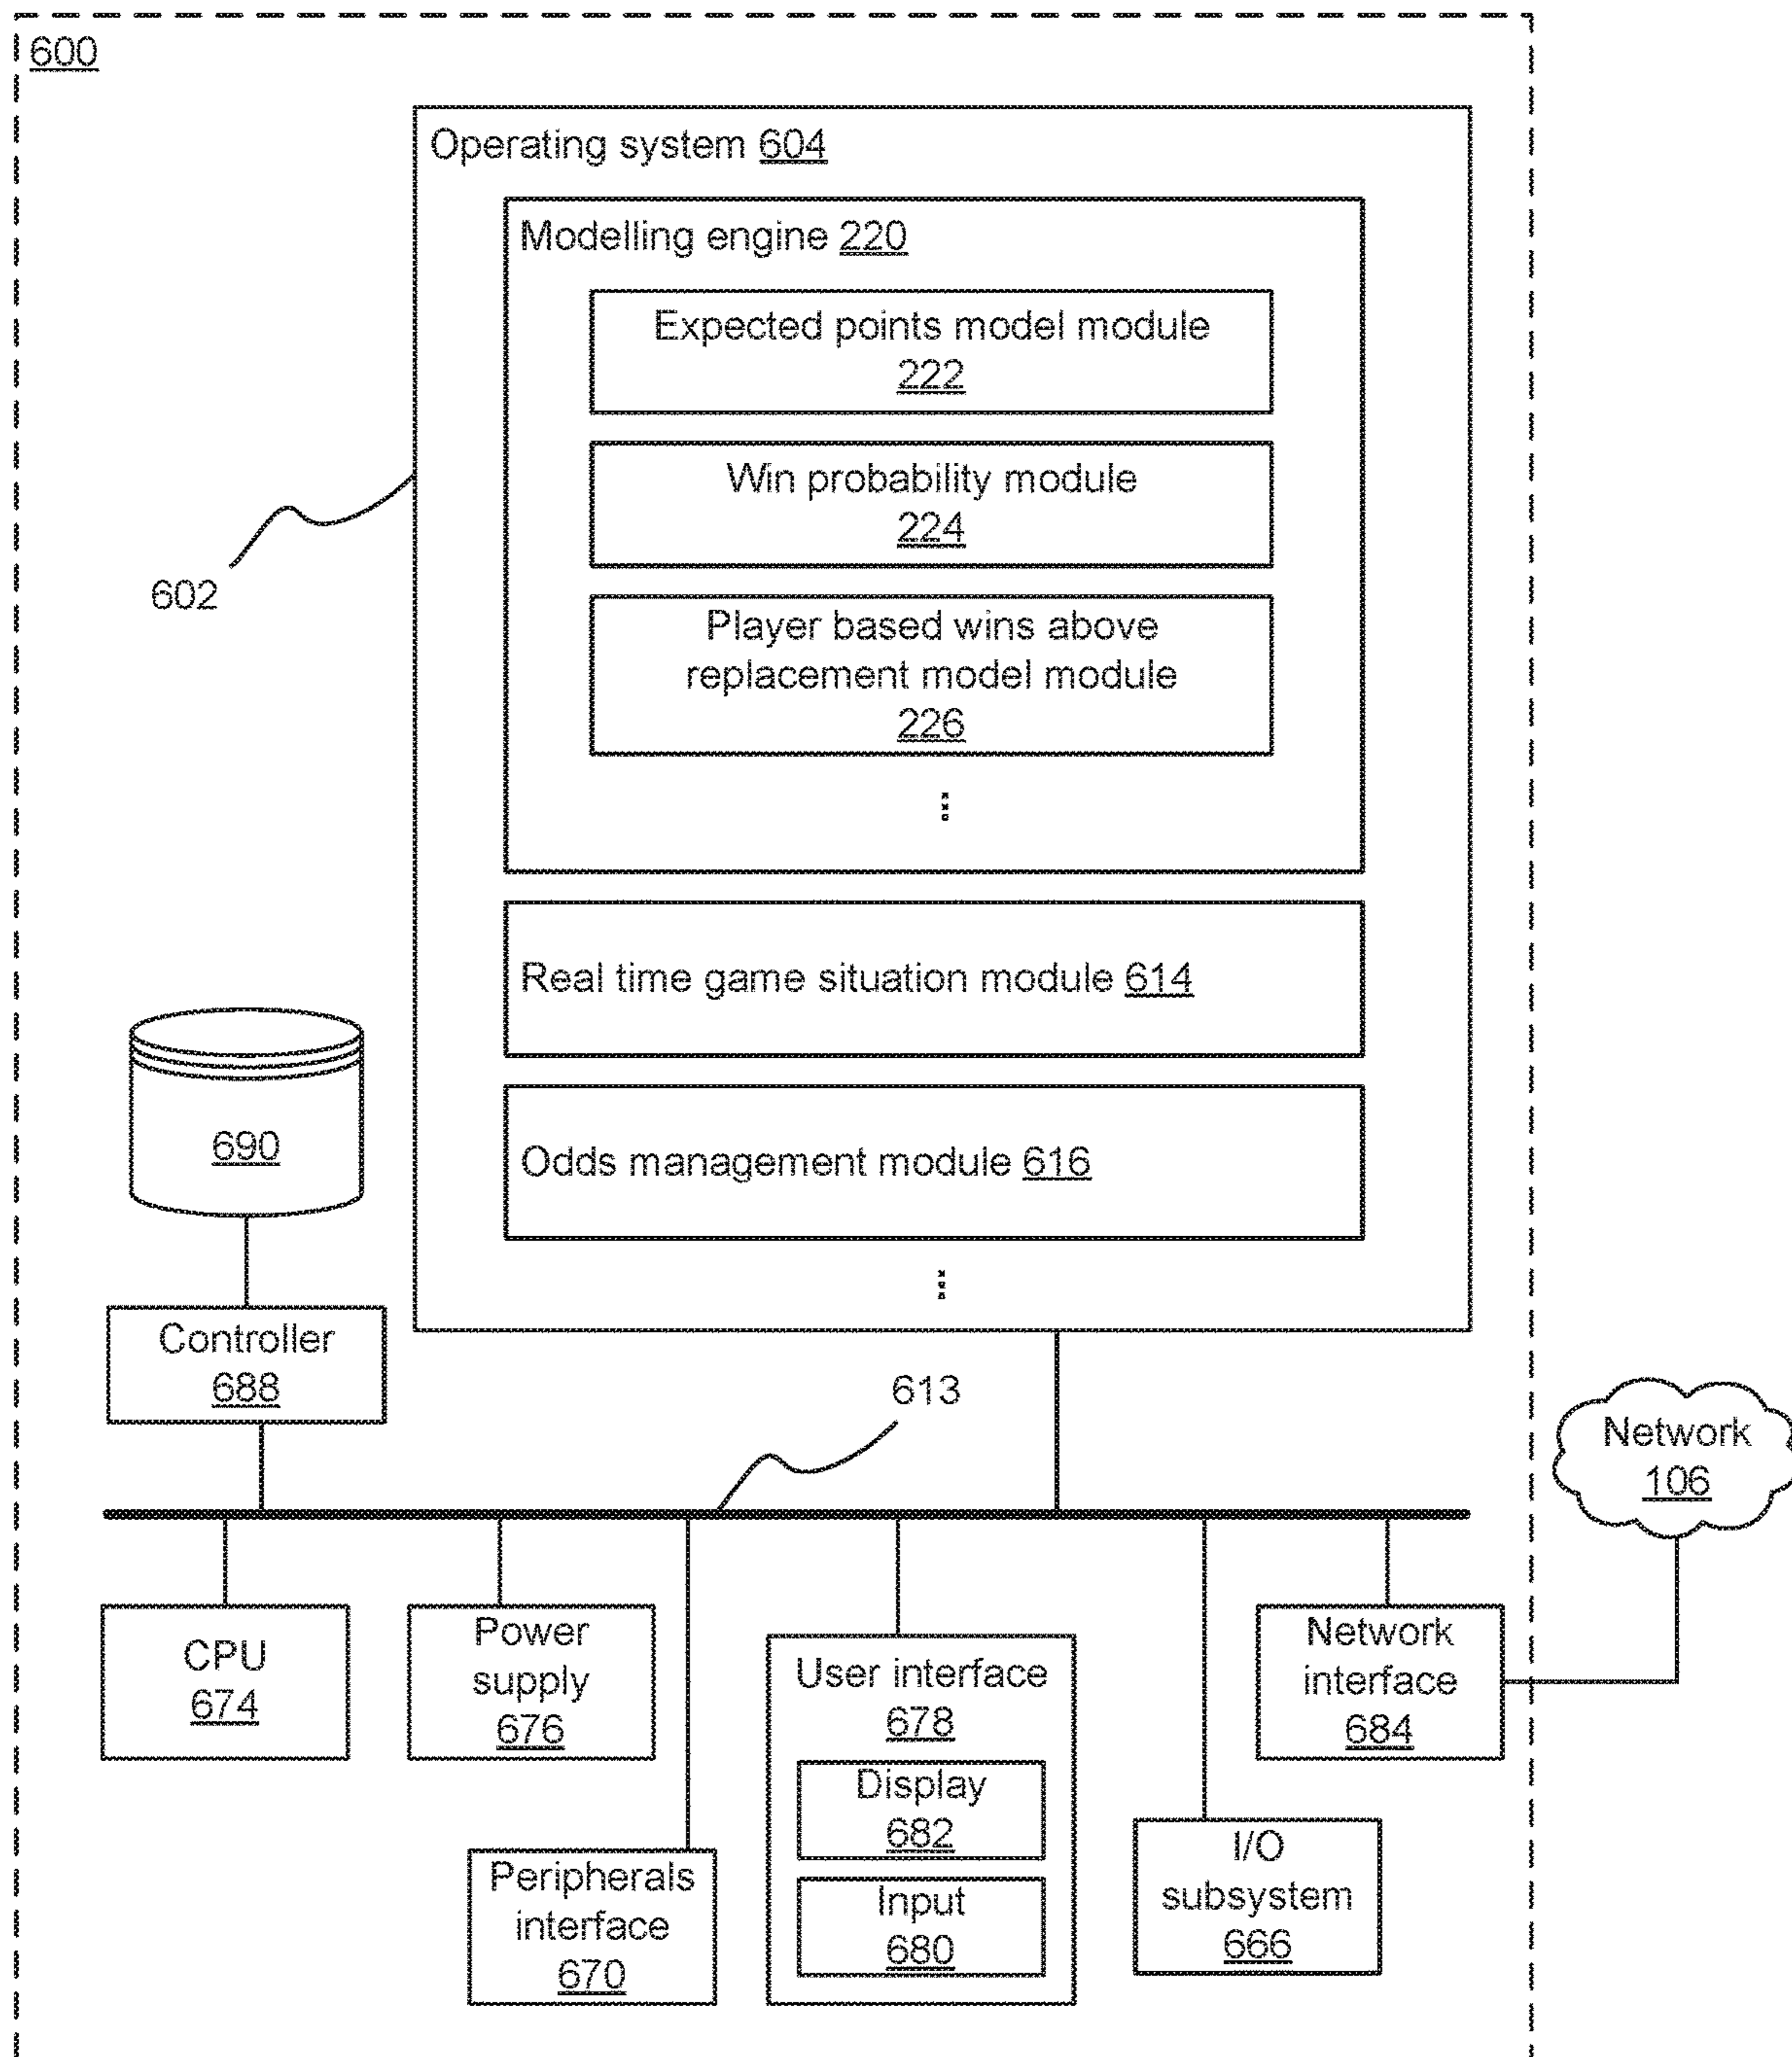 600
Operating system 604
Modelling engine 220
Expected points model module
222
Win probability module
224
602
Player based wins above
replacement model module
226
Real time game situation module 614
690
Odds management module 616
Controller
688
613
Network
106
CPU
674
Power
supply
676
User interface
678
Network
interface
684
Display
682
Peripherals
interface
670
Input
680
I/O
subsystem
666